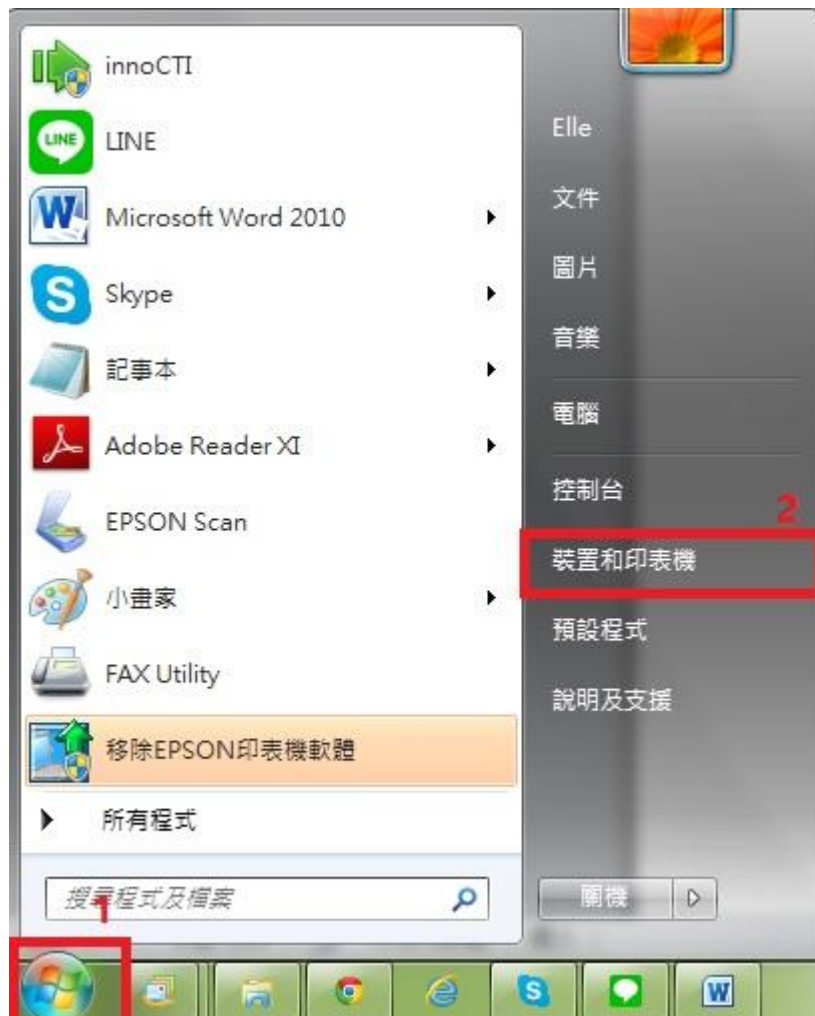 innoCTI
LINE
Microsoft Word 2010
Skype
記事本
Adobe Reader XI
EPSON Scan
小畫家
FAX Utility
移除EPSON印表機軟體
所有程式
搜尋程式及檔案
1
Elle
文件
圖片
音樂
電腦
控制台
2
裝置和印表機
預設程式
說明及支援
關機